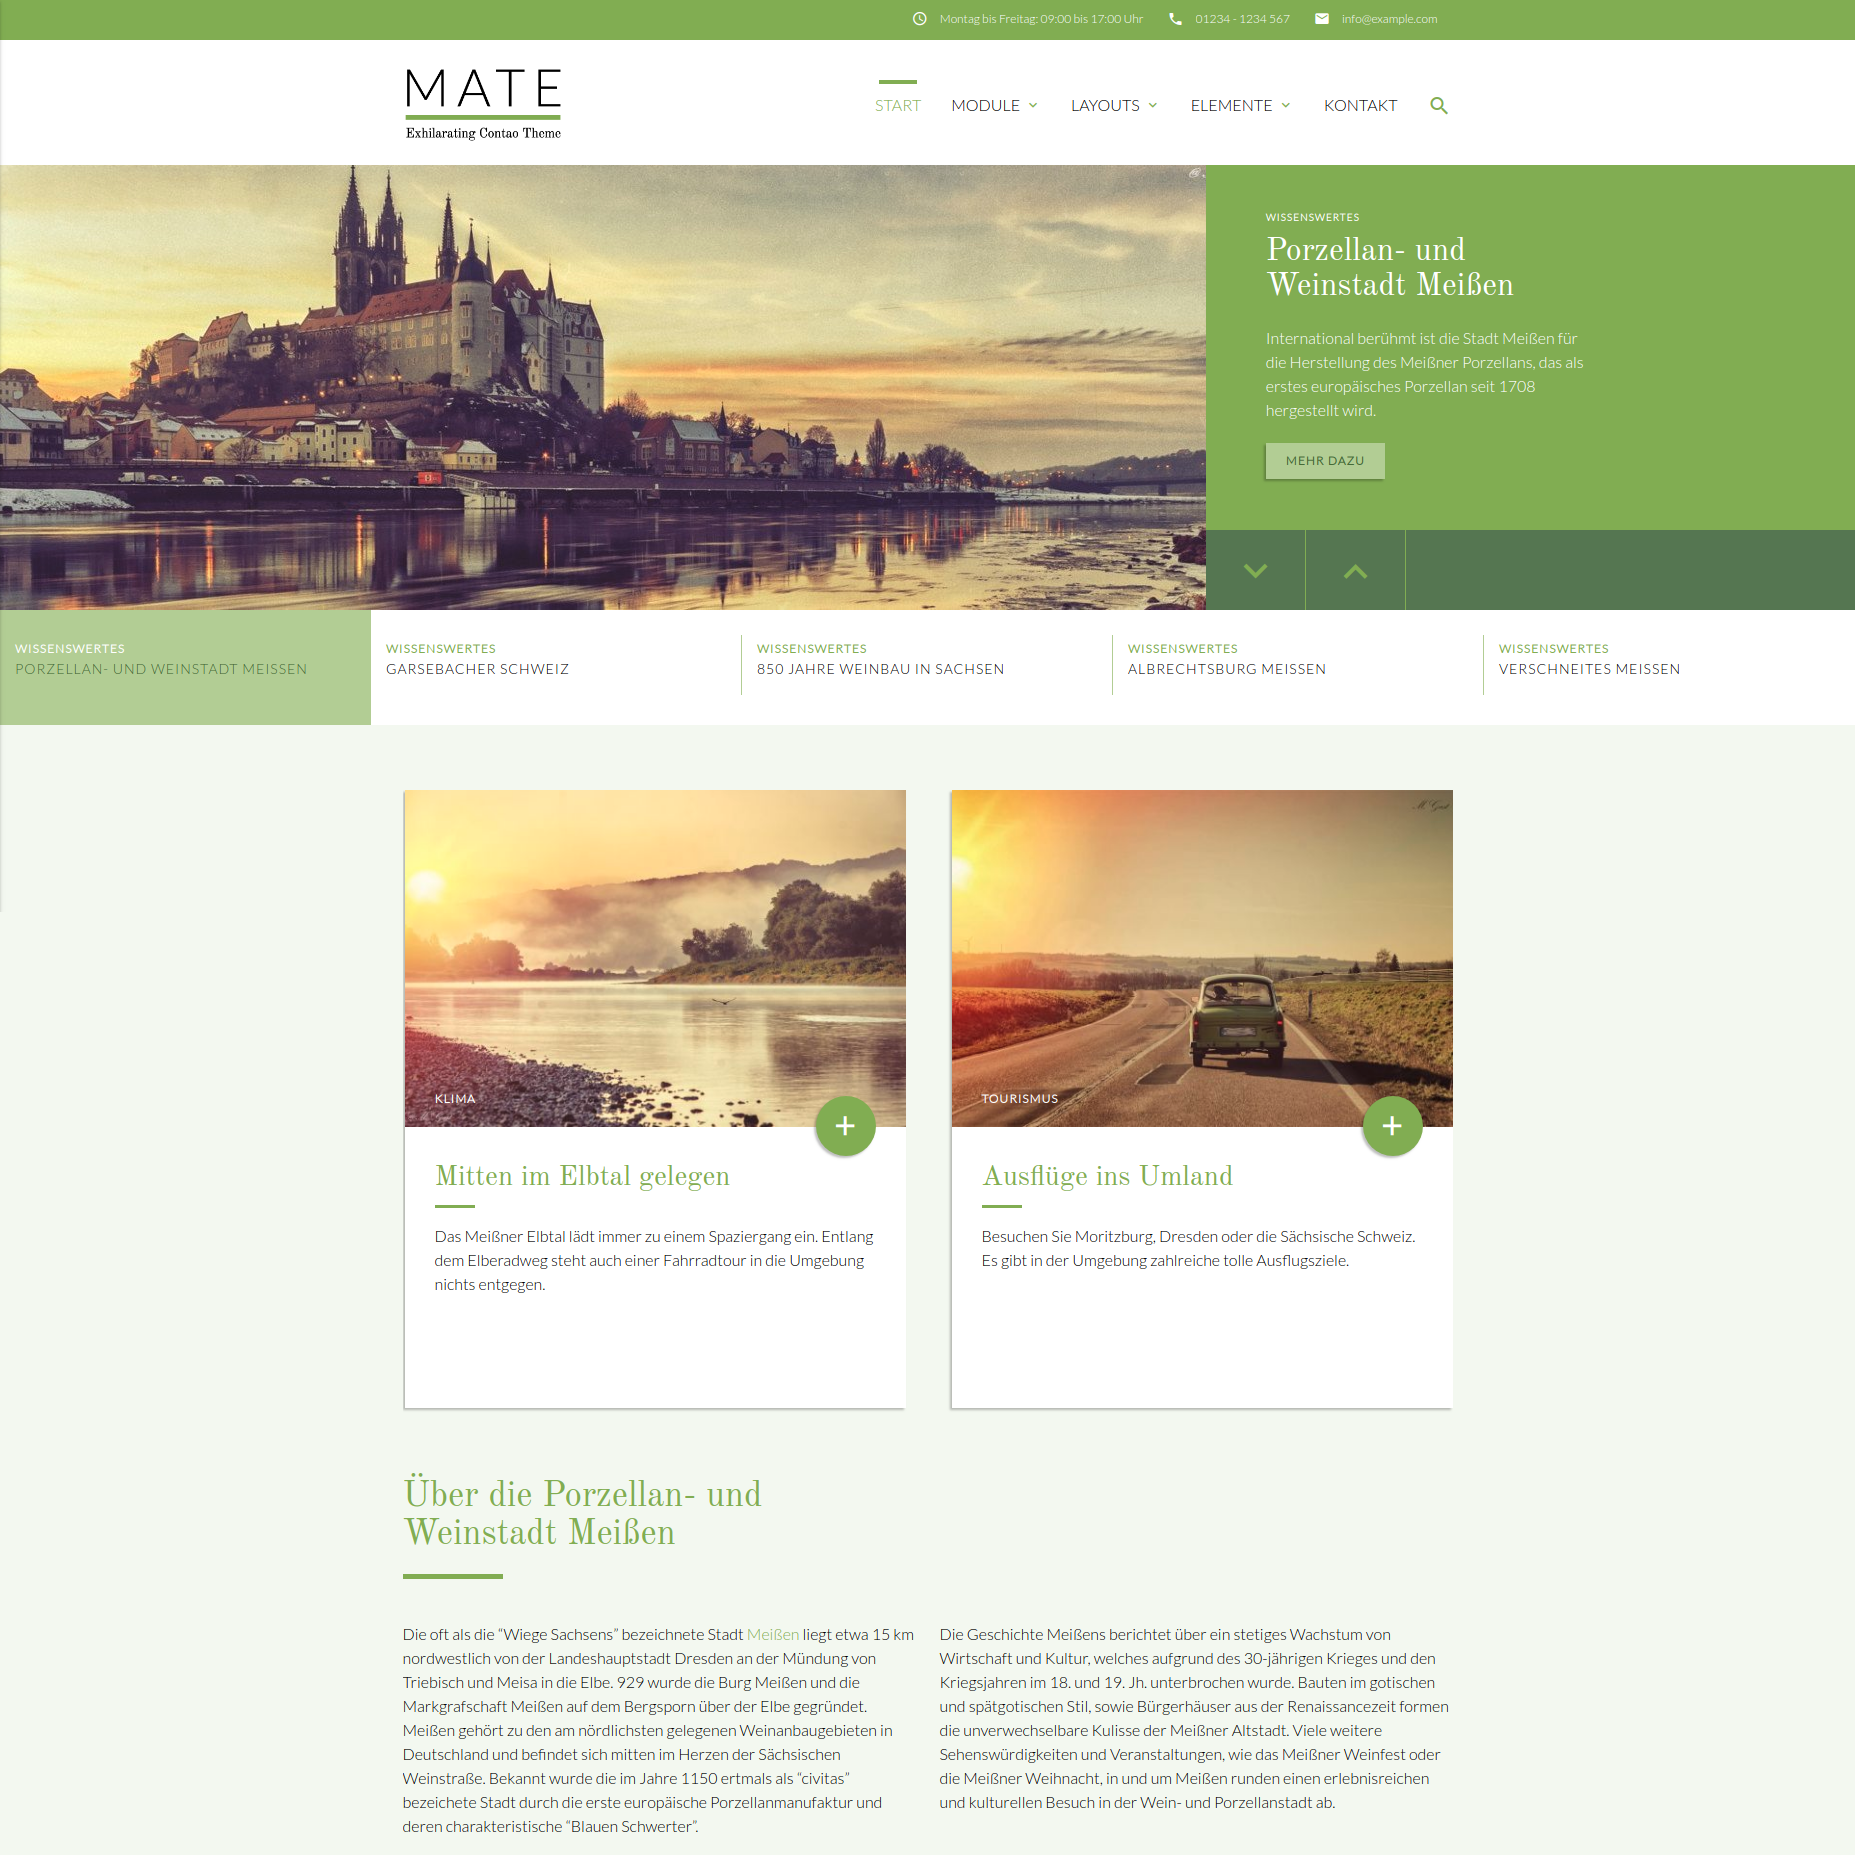 Montag bis Freitag: 09:00 bis 17:00 Uhr
01234 - 1234 567
info@example.com
MATE
Exhilarating Contao Theme
START
MODULE
LAYOUTS
ELEMENTE
KONTAKT
WISSENSWERTES
Porzellan- und
Weinstadt Meißen
International berühmt ist die Stadt Meißen für
die Herstellung des Meißner Porzellans, das als
erstes europäisches Porzellan seit 1708
hergestellt wird.
MEHR DAZU
WISSENSWERTES
PORZELLAN- UND WEINSTADT MEISSEN
WISSENSWERTES
GARSEBACHER SCHWEIZ
WISSENSWERTES
850 JAHRE WEINBAU IN SACHSEN
WISSENSWERTES
ALBRECHTSBURG MEISSEN
WISSENSWERTES
VERSCHNEITES MEISSEN
KLIMA
Mitten im Elbtal gelegen
Das Meißner Elbtal lädt immer zu einem Spaziergang ein. Entlang
dem Elberadweg steht auch einer Fahrradtour in die Umgebung
nichts entgegen.
TOURISMUS
Ausflüge ins Umland
Besuchen Sie Moritzburg, Dresden oder die Sächsische Schweiz.
Es gibt in der Umgebung zahlreiche tolle Ausflugsziele.
Über die Porzellan- und
Weinstadt Meißen
Die oft als die “Wiege Sachsens” bezeichnete Stadt Meißen liegt etwa 15 km
nordwestlich von der Landeshauptstadt Dresden an der Mündung von
Triebisch und Meisa in die Elbe. 929 wurde die Burg Meißen und die
Markgrafschaft Meißen auf dem Bergsporn über der Elbe gegründet.
Meißen gehört zu den am nördlichsten gelegenen Weinanbaugebieten in
Deutschland und befindet sich mitten im Herzen der Sächsischen
Weinstraße. Bekannt wurde die im Jahre 1150 ertmals als “civitas”
bezeichete Stadt durch die erste europäische Porzellanmanufaktur und
deren charakteristische “Blauen Schwerter”.
Die Geschichte Meißens berichtet über ein stetiges Wachstum von
Wirtschaft und Kultur, welches aufgrund des 30-jährigen Krieges und den
Kriegsjahren im 18. und 19. Jh. unterbrochen wurde. Bauten im gotischen
und spätgotischen Stil, sowie Bürgerhäuser aus der Renaissancezeit formen
die unverwechselbare Kulisse der Meißner Altstadt. Viele weitere
Sehenswürdigkeiten und Veranstaltungen, wie das Meißner Weinfest oder
die Meißner Weihnacht, in und um Meißen runden einen erlebnisreichen
und kulturellen Besuch in der Wein- und Porzellanstadt ab.